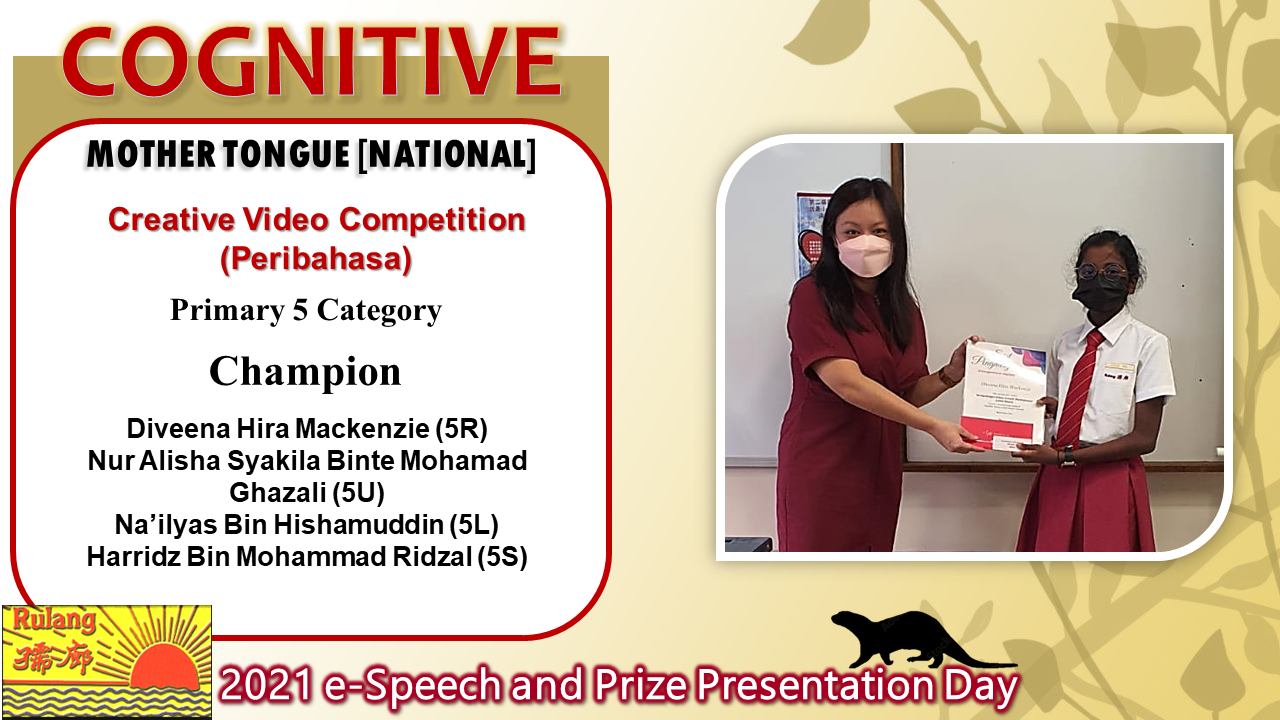 COGNITIVE
MOTHER TONGUE [NATIONAL]
Creative Video Competition
(Peribahasa)
Primary 5 Category
Champion
Diveena Hira Mackenzie (5R)
Nur Alisha Syakila Binte Mohamad
Ghazali (5U)
Na’ilyas Bin Hishamuddin (5L)
Harridz Bin Mohammad Ridzal (5S)
Rulang
孺廊
2021 e-Speech and Prize Presentation Day